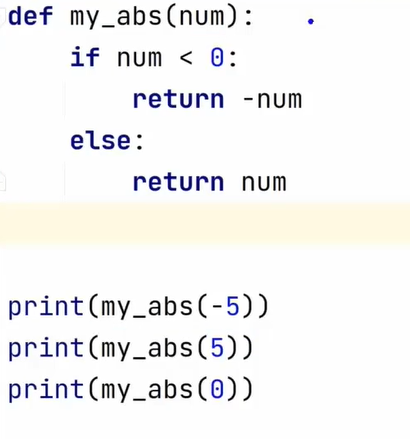 def my_abs(num):
    if num < 0:
        return -num
    else:
        return num
print(my_abs(-5))
print(my_abs(5))
print(my_abs(0))